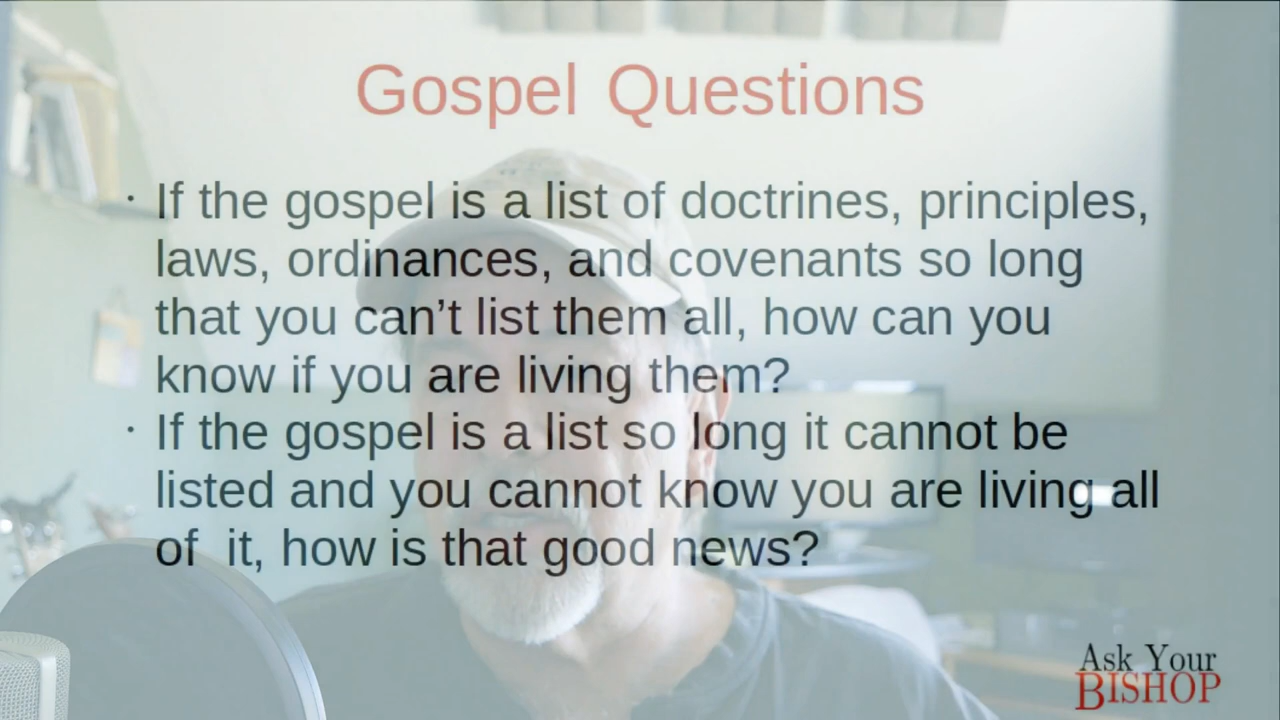 Gospel Questions
· If the gospel is a list of doctrines, principles,
laws, ordinances, and covenants so long
that you can’t list them all, how can you
know if you are living them?
· If the gospel is a list so long it cannot be
listed and you cannot know you are living all
of  it, how is that good news?
Ask Your
BISHOP